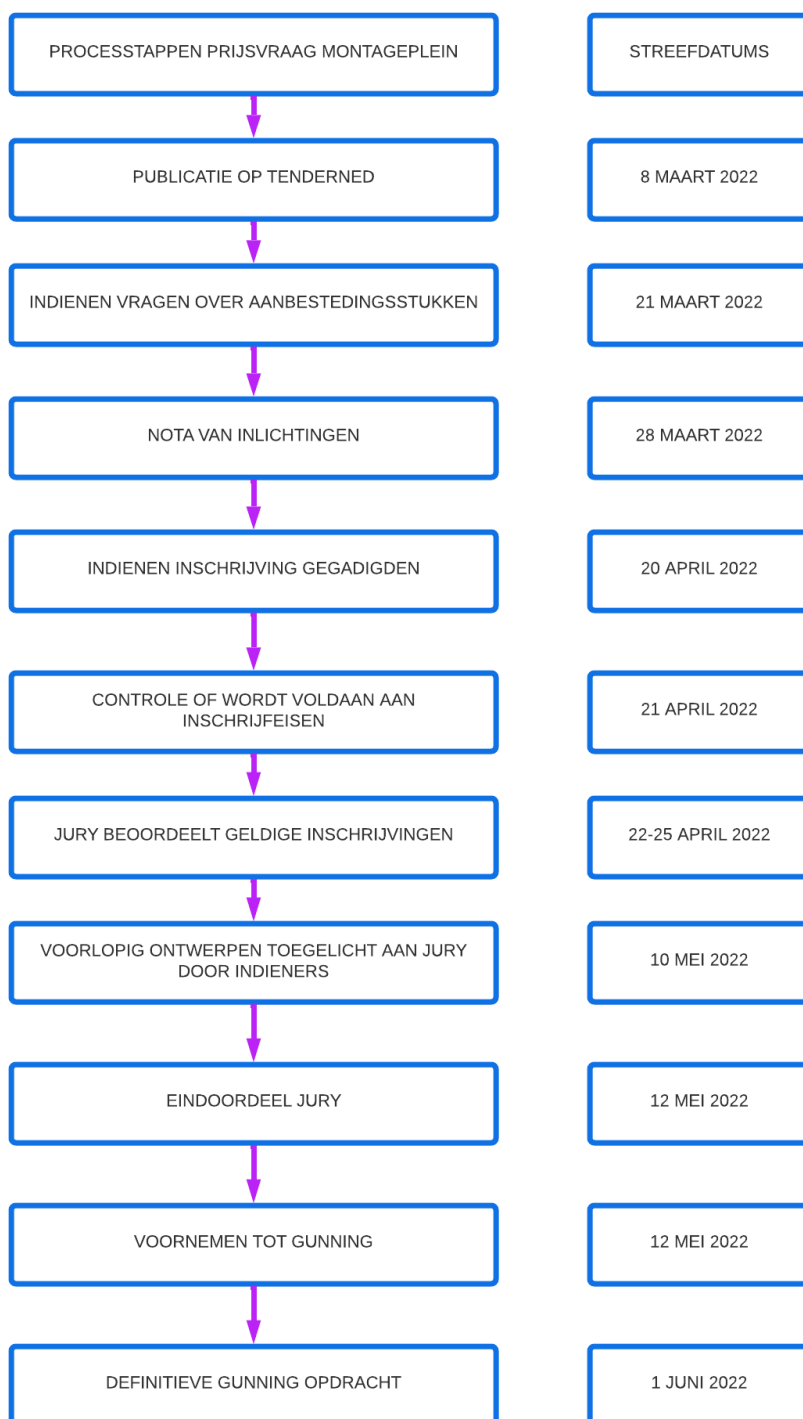 PROCESSTAPPEN PRIJSVRAAG MONTAGEPLEIN
STREEFDATUMS
PUBLICATIE OP TENDERNED
8 MAART 2022
INDIENEN VRAGEN OVER AANBESTEDINGSSTUKKEN
21 MAART 2022
NOTA VAN INLICHTINGEN
28 MAART 2022
INDIENEN INSCHRIJVING GEGADIGDEN
20 APRIL 2022
CONTROLE OF WORDT VOLDAAN AAN
INSCHRIJFEISEN
21 APRIL 2022
JURY BEOORDEELT GELDIGE INSCHRIJVINGEN
22-25 APRIL 2022
VOORLOPIG ONTWERPEN TOEGELICHT AAN JURY
DOOR INDIENERS
10 MEI 2022
EINDOORDEEL JURY
12 MEI 2022
VOORNEMEN TOT GUNNING
12 MEI 2022
DEFINITIEVE GUNNING OPDRACHT
1 JUNI 2022